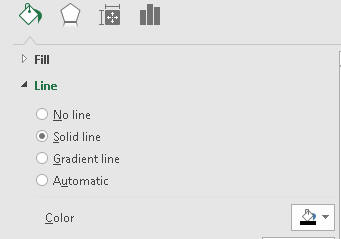 Fill
Line
No line
Solid line
Gradient line
Automatic
Color